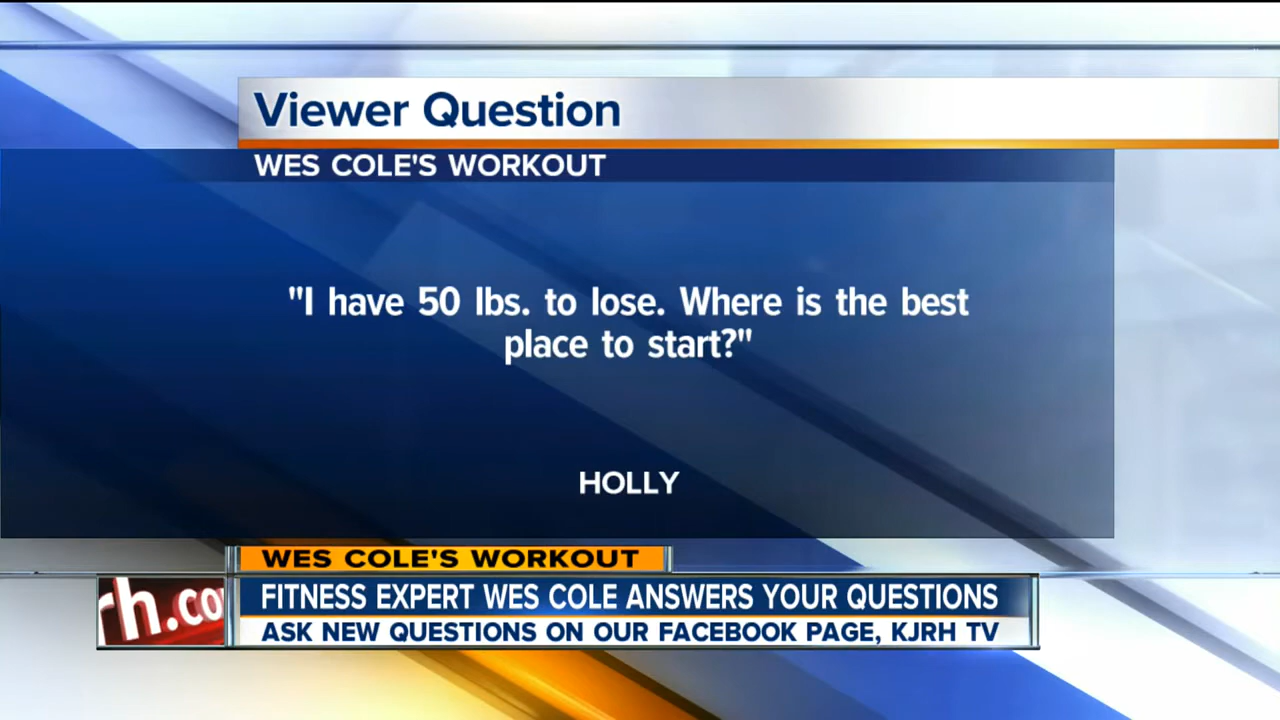 Viewer Question
WES COLE'S WORKOUT
"I have 50 lbs. to lose. Where is the best
place to start?"
HOLLY
WES COLE'S WORKOUT
rh.co
FITNESS EXPERT WES COLE ANSWERS YOUR QUESTIONS
ASK NEW QUESTIONS ON OUR FACEBOOK PAGE, KJRH TV